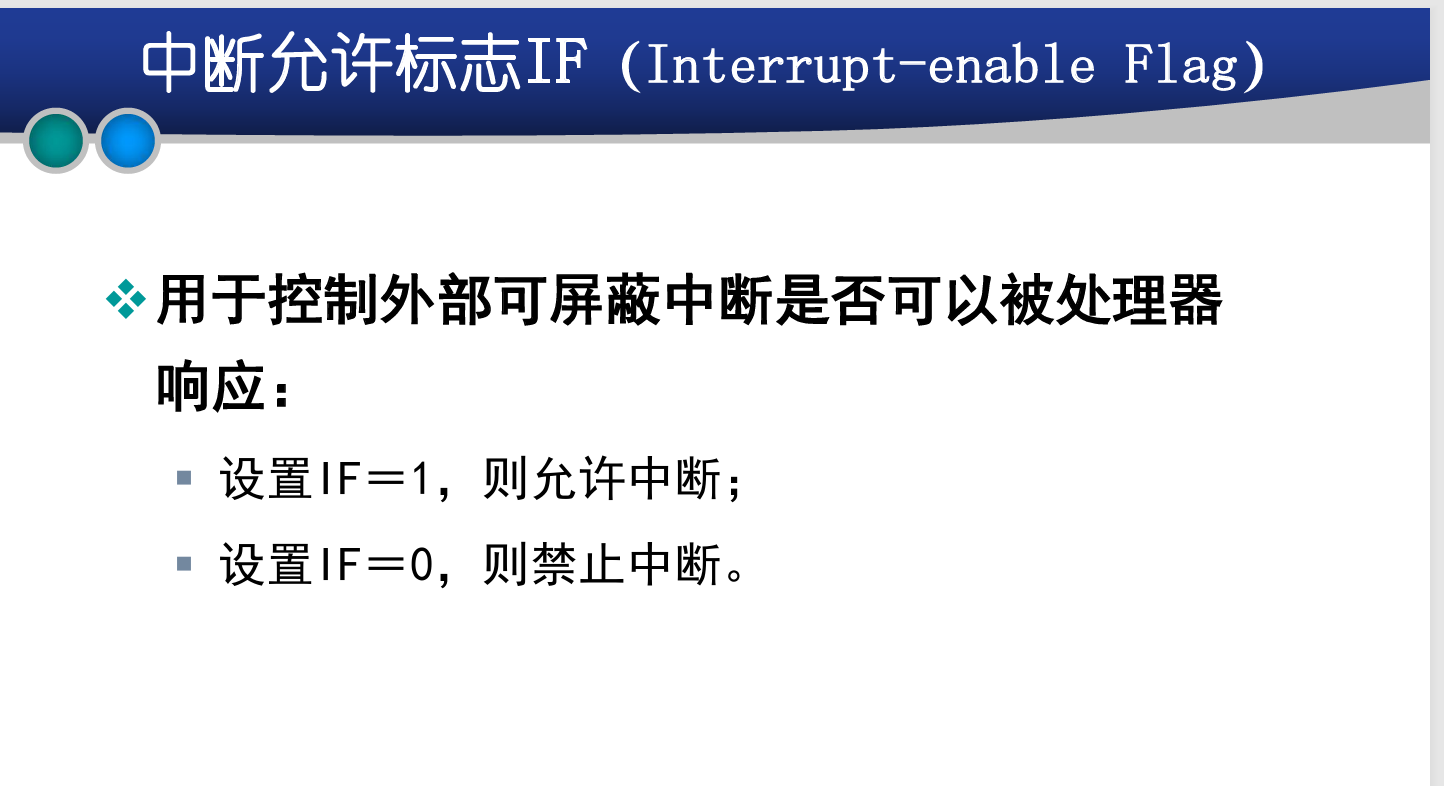 中断允许标志IF (Interrupt-enable Flag)
用于控制外部可屏蔽中断是否可以被处理器
响应：
设置IF＝1，则允许中断；
设置IF＝0，则禁止中断。